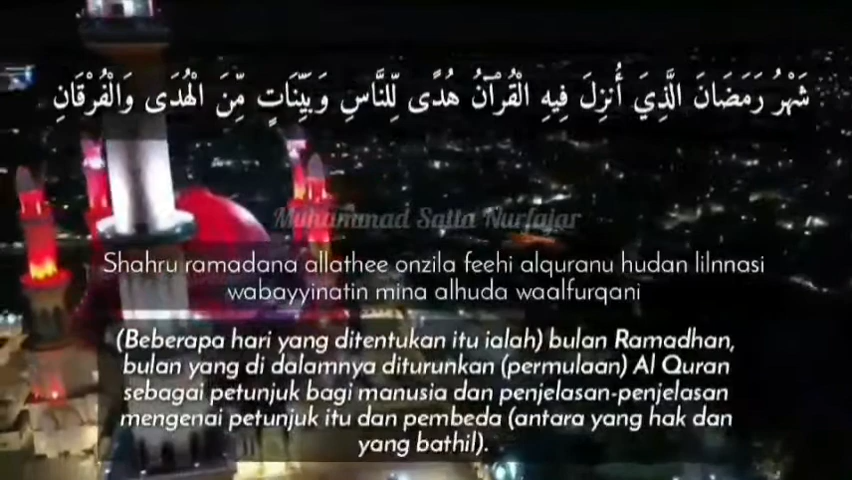 شَهْرُ رَمَضَانَ الَّذِيَ أُنزِلَ فِيهِ الْقُرْآنُ هُدًى لِّلنَّاسِ وَبَيِّنَاتٍ مِّنَ الْهُدَى وَالْفُرْقَانِ
Muhammad Satta Nurfajar
Shahru ramadana allathee onzila feehi alquranu hudan lilnnasi
wabayyinatin mina alhuda waalfurqani
(Beberapa hari yang ditentukan itu ialah) bulan Ramadhan,
bulan yang di dalamnya diturunkan (permulaan) Al Quran
sebagai petunjuk bagi manusia dan penjelasan-penjelasan
mengenai petunjuk itu dan pembeda (antara yang hak dan
yang bathil).